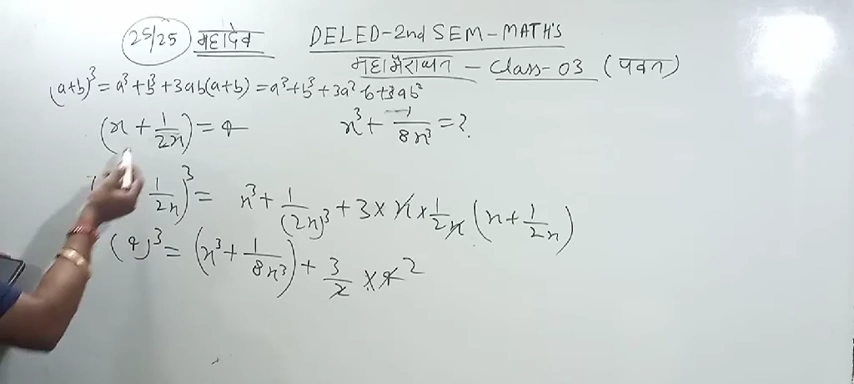 25/25 महादेव DELED-2nd SEM-MATH'S
महामैराथन - Class-03 (पवन)
(a+b)³ = a³+b³+3ab(a+b) = a³+b³+3a²b+3ab²
(x + 1/2x) = 4 x³ + 1/8x³ = ?
1/2x)³ = x³ + 1/(2x)³ + 3 × x × 1/2x (x + 1/2x)
(4)³ = (x³ + 1/8x³) + 3/2 × 4 2